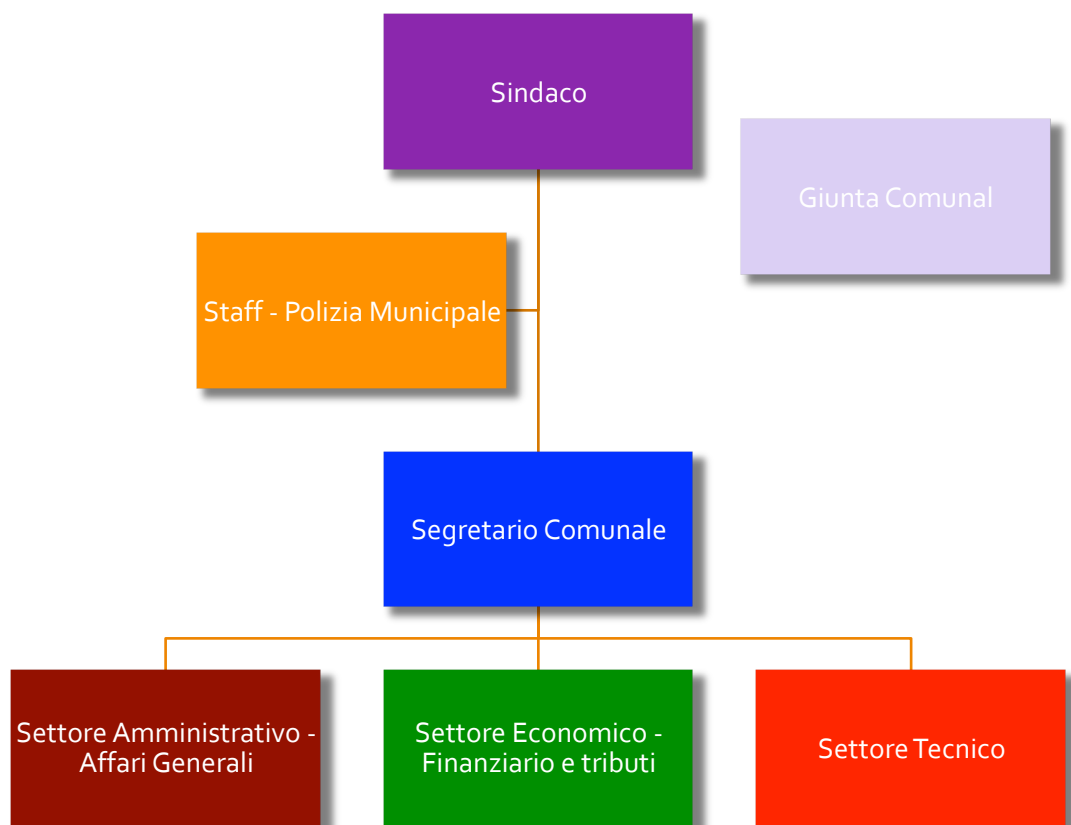 Sindaco
Giunta Comunal
Staff - Polizia Municipale
Segretario Comunale
Settore Amministrativo -
Affari Generali
Settore Economico -
Finanziario e tributi
Settore Tecnico